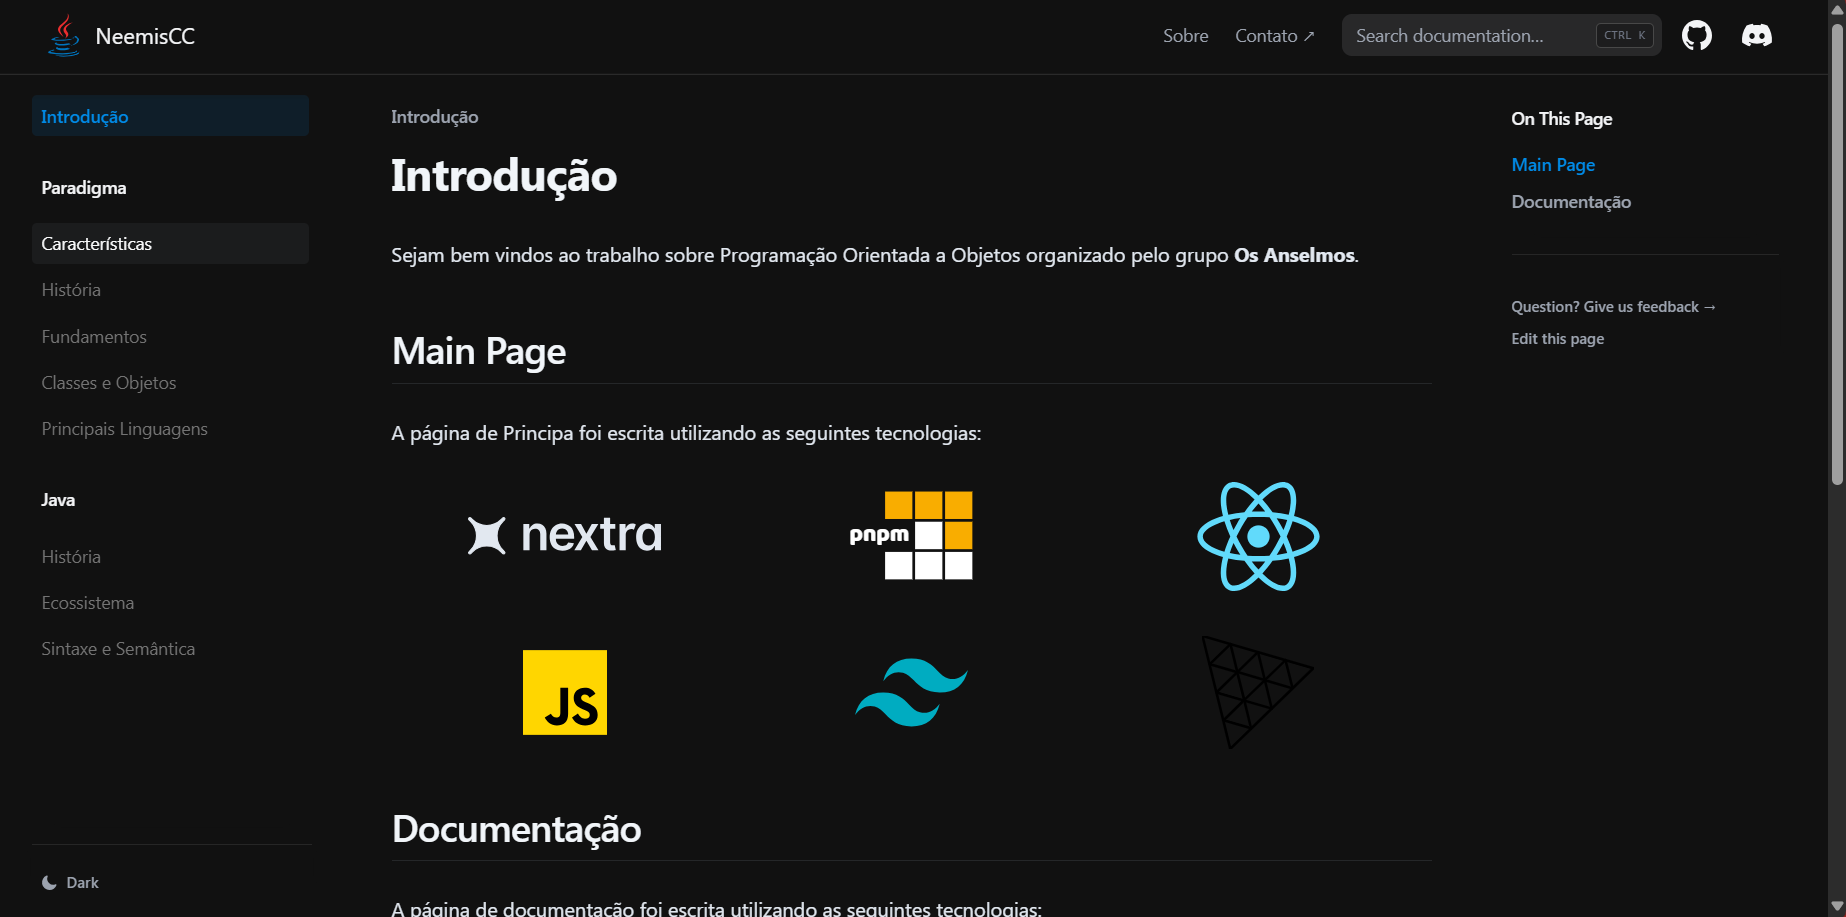 NeemisCC
Sobre
Contato ↗
Search documentation...
CTRL K
Introdução
Paradigma
Características
História
Fundamentos
Classes e Objetos
Principais Linguagens
Java
História
Ecossistema
Sintaxe e Semântica
Dark
Introdução
Introdução
Sejam bem vindos ao trabalho sobre Programação Orientada a Objetos organizado pelo grupo Os Anselmos.
Main Page
A página de Principa foi escrita utilizando as seguintes tecnologias:
nextra
pnpm
JS
Documentação
A página de documentação foi escrita utilizando as seguintes tecnologias:
On This Page
Main Page
Documentação
Question? Give us feedback →
Edit this page